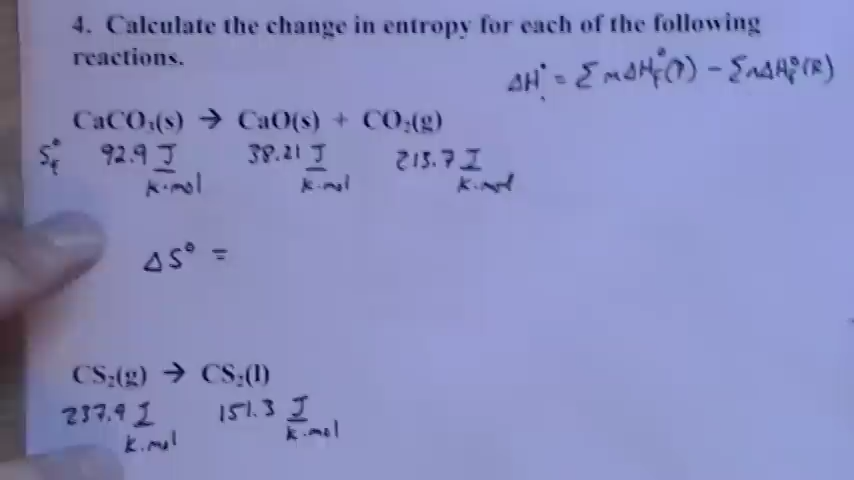 4. Calculate the change in entropy for each of the following
reactions.
ΔH° = ΣnΔH°f(P) − ΣnΔH°f(R)
CaCO₃(s) → CaO(s) + CO₂(g)
S°f 92.9 J/K·mol 38.21 J/K·mol 213.7 J/K·mol
ΔS° =
CS₂(g) → CS₂(l)
237.9 J/K·mol 151.3 J/K·mol